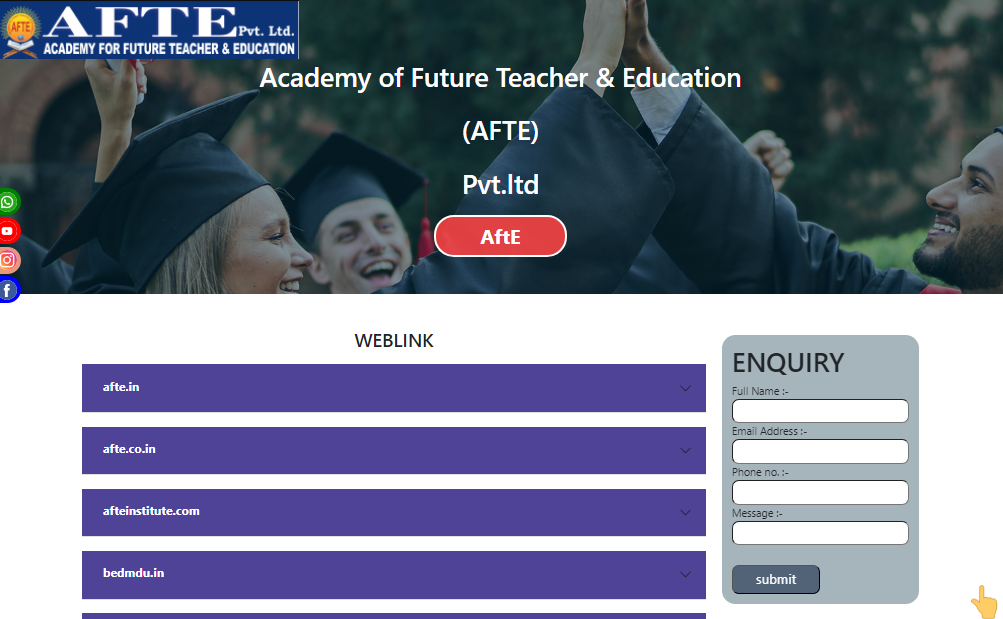 AFTE
AFTE Pvt. Ltd.
ACADEMY FOR FUTURE TEACHER & EDUCATION
Academy of Future Teacher & Education
(AFTE)
Pvt.ltd
AftE
WEBLINK
afte.in
afte.co.in
afteinstitute.com
bedmdu.in
ENQUIRY
Full Name :-
Email Address :-
Phone no. :-
Message :-
submit